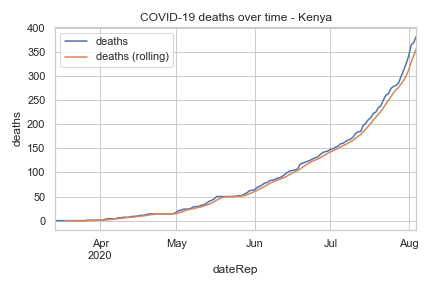 COVID-19 deaths over time - Kenya
deaths
deaths (rolling)
400
350
300
250
200
150
100
50
0
deaths
Apr
2020
May
Jun
Jul
Aug
dateRep